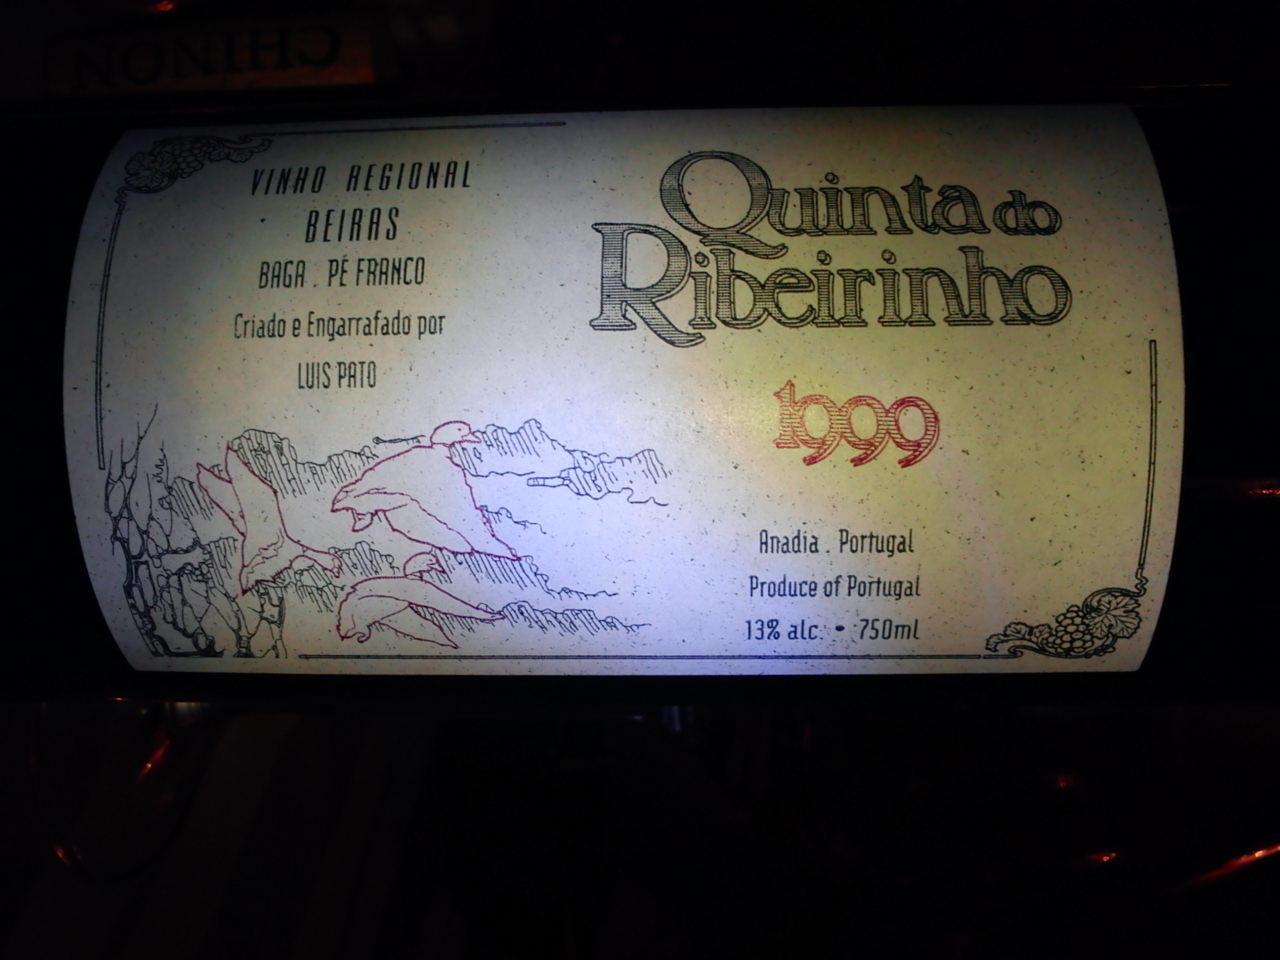 CHINON
VINHO REGIONAL
BEIRAS
BAGA . PÉ FRANCO
Criado e Engarrafado por
LUIS PATO
Quinta do
Ribeirinho
1999
Anadia . Portugal
Produce of Portugal
13% alc. • 750ml